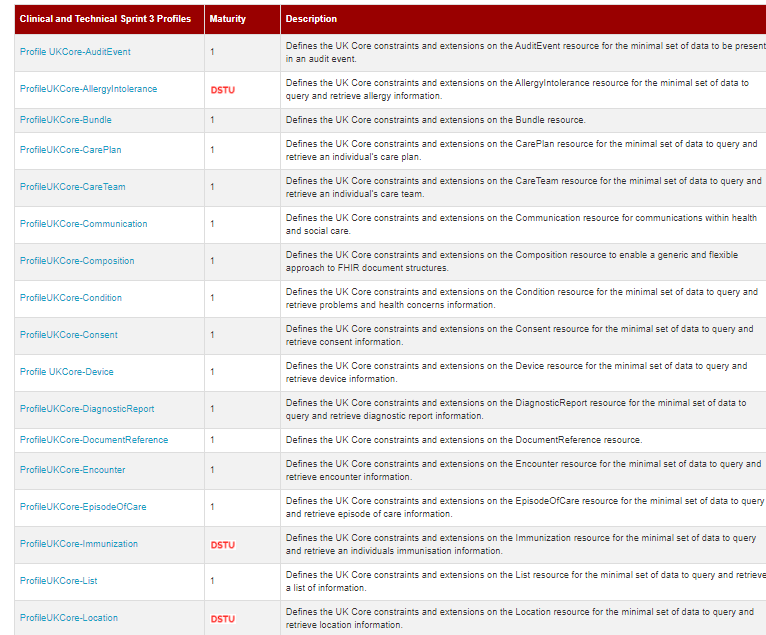 Clinical and Technical Sprint 3 Profiles Maturity Description
Profile UKCore-AuditEvent 1 Defines the UK Core constraints and extensions on the AuditEvent resource for the minimal set of data to be present
in an audit event.
ProfileUKCore-AllergyIntolerance DSTU Defines the UK Core constraints and extensions on the AllergyIntolerance resource for the minimal set of data to
query and retrieve allergy information.
ProfileUKCore-Bundle 1 Defines the UK Core constraints and extensions on the Bundle resource.
ProfileUKCore-CarePlan 1 Defines the UK Core constraints and extensions on the CarePlan resource for the minimal set of data to query and
retrieve an individual's care plan.
ProfileUKCore-CareTeam 1 Defines the UK Core constraints and extensions on the CareTeam resource for the minimal set of data to query and
retrieve an individual's care team.
ProfileUKCore-Communication 1 Defines the UK Core constraints and extensions on the Communication resource for communications within health
and social care.
ProfileUKCore-Composition 1 Defines the UK Core constraints and extensions on the Composition resource to enable a generic and flexible
approach to FHIR document structures.
ProfileUKCore-Condition 1 Defines the UK Core constraints and extensions on the Condition resource for the minimal set of data to query and
retrieve problems and health concerns information.
ProfileUKCore-Consent 1 Defines the UK Core constraints and extensions on the Consent resource for the minimal set of data to query and
retrieve consent information.
Profile UKCore-Device 1 Defines the UK Core constraints and extensions on the Device resource for the minimal set of data to query and
retrieve device information.
ProfileUKCore-DiagnosticReport 1 Defines the UK Core constraints and extensions on the DiagnosticReport resource for the minimal set of data to
query and retrieve diagnostic report information.
ProfileUKCore-DocumentReference 1 Defines the UK Core constraints and extensions on the DocumentReference resource.
ProfileUKCore-Encounter 1 Defines the UK Core constraints and extensions on the Encounter resource for the minimal set of data to query and
retrieve encounter information.
ProfileUKCore-EpisodeOfCare 1 Defines the UK Core constraints and extensions on the EpisodeOfCare resource for the minimal set of data to query
and retrieve episode of care information.
ProfileUKCore-Immunization DSTU Defines the UK Core constraints and extensions on the Immunization resource for the minimal set of data to query
and retrieve an individuals immunisation information.
ProfileUKCore-List 1 Defines the UK Core constraints and extensions on the List resource for the minimal set of data to query and retrieve
a list of information.
ProfileUKCore-Location DSTU Defines the UK Core constraints and extensions on the Location resource for the minimal set of data to query and
retrieve location information.